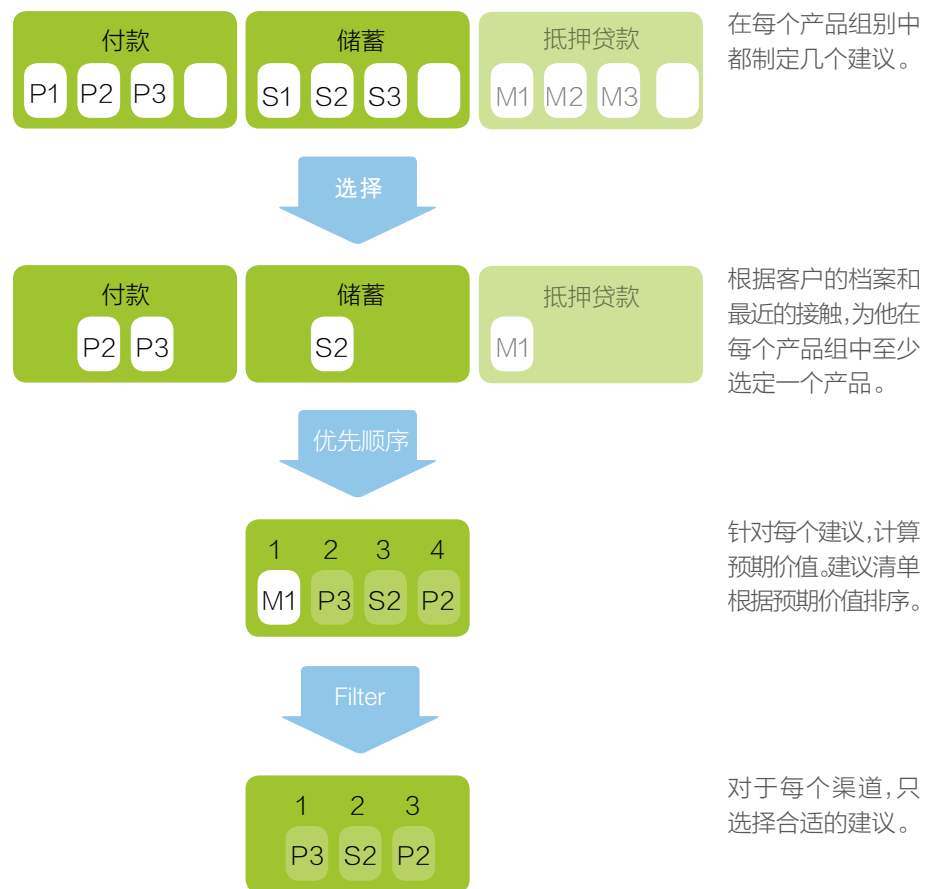 付款
P1 P2 P3
储蓄
S1 S2 S3
抵押贷款
M1 M2 M3
在每个产品组别中
都制定几个建议。
选择
付款
P2 P3
储蓄
S2
抵押贷款
M1
根据客户的档案和
最近的接触,为他在
每个产品组中至少
选定一个产品。
优先顺序
1 2 3 4
M1 P3 S2 P2
针对每个建议,计算
预期价值。建议清单
根据预期价值排序。
Filter
1 2 3
P3 S2 P2
对于每个渠道,只
选择合适的建议。